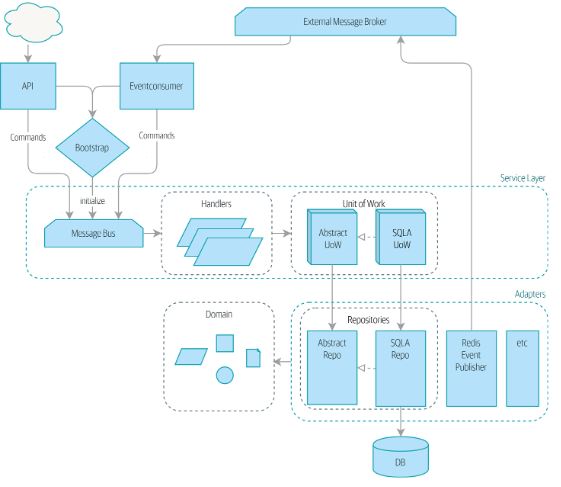 External Message Broker
API
Eventconsumer
Commands
Commands
Bootstrap
initialize
Service Layer
Message Bus
Handlers
Unit of Work
Abstract
UoW
SQLA
UoW
Adapters
Domain
Repositories
Abstract
Repo
SQLA
Repo
Redis
Event
Publisher
etc
DB